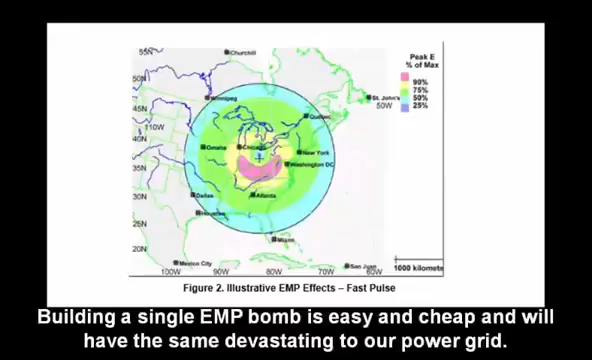 55N
Churchill
Peak E
% of Max
50N
90%
75%
50%
25%
Winnipeg
St. John's
50W
45N
110W
Quebec
40N
Omaha
Chicago
New York
Washington DC
35N
30N
Dallas
Atlanta
Houston
25N
Miami
20N
Mexico City
San Juan
100W
90W
80W
70W
60W
1000 kilomete
Figure 2. Illustrative EMP Effects – Fast Pulse
Building a single EMP bomb is easy and cheap and will
have the same devastating to our power grid.